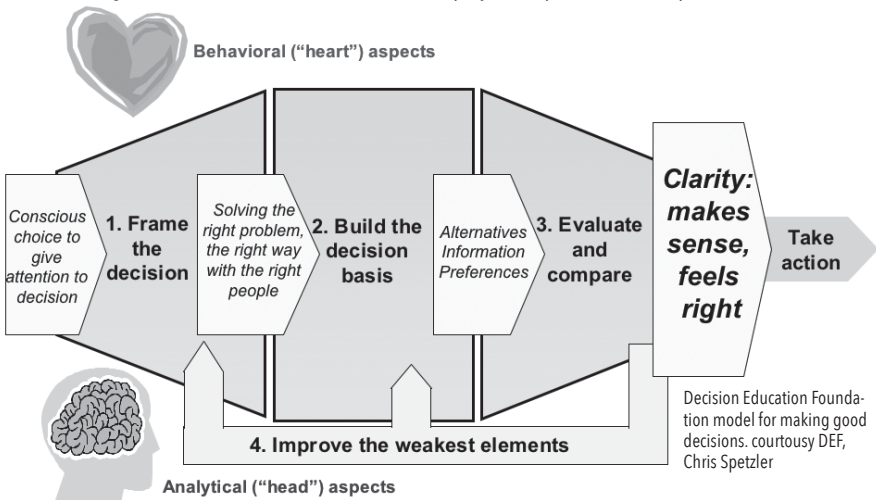 Behavioral (“heart”) aspects
Conscious
choice to
give
attention to
decision
1. Frame
the
decision
Solving the
right problem,
the right way
with the right
people
2. Build the
decision
basis
Alternatives
Information
Preferences
3. Evaluate
and
compare
Clarity:
makes
sense,
feels
right
Take
action
4. Improve the weakest elements
Analytical (“head”) aspects
Decision Education Founda-
tion model for making good
decisions. courtousy DEF,
Chris Spetzler